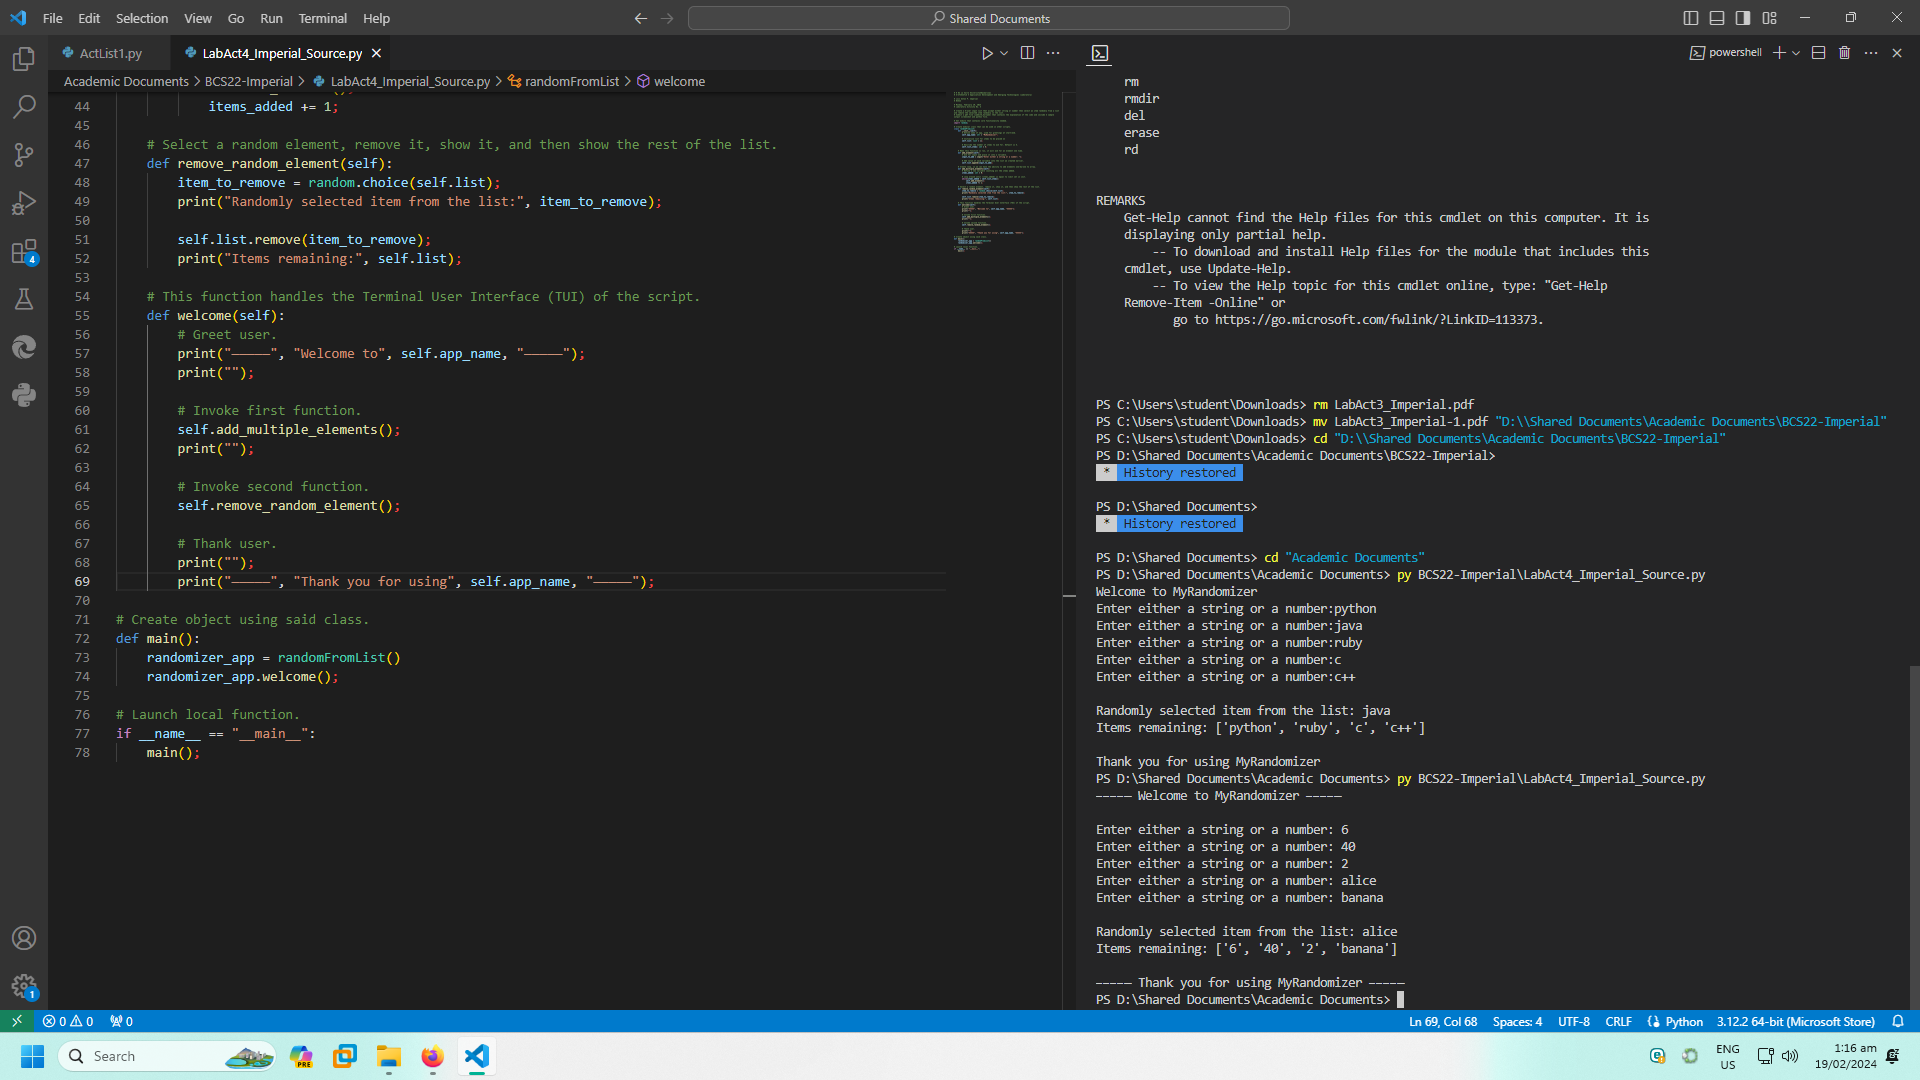 File Edit Selection View Go Run Terminal Help
Shared Documents
ActList1.py
LabAct4_Imperial_Source.py
Academic Documents > BCS22-Imperial > LabAct4_Imperial_Source.py > randomFromList > welcome
44 items_added += 1;
45
46 # Select a random element, remove it, show it, and then show the rest of the list.
47 def remove_random_element(self):
48 item_to_remove = random.choice(self.list);
49 print("Randomly selected item from the list:", item_to_remove);
50
51 self.list.remove(item_to_remove);
52 print("Items remaining:", self.list);
53
54 # This function handles the Terminal User Interface (TUI) of the script.
55 def welcome(self):
56 # Greet user.
57 print("—————", "Welcome to", self.app_name, "—————");
58 print("");
59
60 # Invoke first function.
61 self.add_multiple_elements();
62 print("");
63
64 # Invoke second function.
65 self.remove_random_element();
66
67 # Thank user.
68 print("");
69 print("—————", "Thank you for using", self.app_name, "—————");
70
71 # Create object using said class.
72 def main():
73 randomizer_app = randomFromList()
74 randomizer_app.welcome();
75
76 # Launch local function.
77 if __name__ == "__main__":
78 main();
powershell
rm
rmdir
del
erase
rd
REMARKS
Get-Help cannot find the Help files for this cmdlet on this computer. It is
displaying only partial help.
-- To download and install Help files for the module that includes this
cmdlet, use Update-Help.
-- To view the Help topic for this cmdlet online, type: "Get-Help
Remove-Item -Online" or
go to https://go.microsoft.com/fwlink/?LinkID=113373.
PS C:\Users\student\Downloads> rm LabAct3_Imperial.pdf
PS C:\Users\student\Downloads> mv LabAct3_Imperial-1.pdf "D:\\Shared Documents\Academic Documents\BCS22-Imperial"
PS C:\Users\student\Downloads> cd "D:\\Shared Documents\Academic Documents\BCS22-Imperial"
PS D:\Shared Documents\Academic Documents\BCS22-Imperial>
* History restored
PS D:\Shared Documents>
* History restored
PS D:\Shared Documents> cd "Academic Documents"
PS D:\Shared Documents\Academic Documents> py BCS22-Imperial\LabAct4_Imperial_Source.py
Welcome to MyRandomizer
Enter either a string or a number:python
Enter either a string or a number:java
Enter either a string or a number:ruby
Enter either a string or a number:c
Enter either a string or a number:c++
Randomly selected item from the list: java
Items remaining: ['python', 'ruby', 'c', 'c++']
Thank you for using MyRandomizer
PS D:\Shared Documents\Academic Documents> py BCS22-Imperial\LabAct4_Imperial_Source.py
————— Welcome to MyRandomizer —————
Enter either a string or a number: 6
Enter either a string or a number: 40
Enter either a string or a number: 2
Enter either a string or a number: alice
Enter either a string or a number: banana
Randomly selected item from the list: alice
Items remaining: ['6', '40', '2', 'banana']
————— Thank you for using MyRandomizer —————
PS D:\Shared Documents\Academic Documents>
4
1
0 0 0
Ln 69, Col 68 Spaces: 4 UTF-8 CRLF Python 3.12.2 64-bit (Microsoft Store)
Search
PRE
ENG
US
1:16 am
19/02/2024